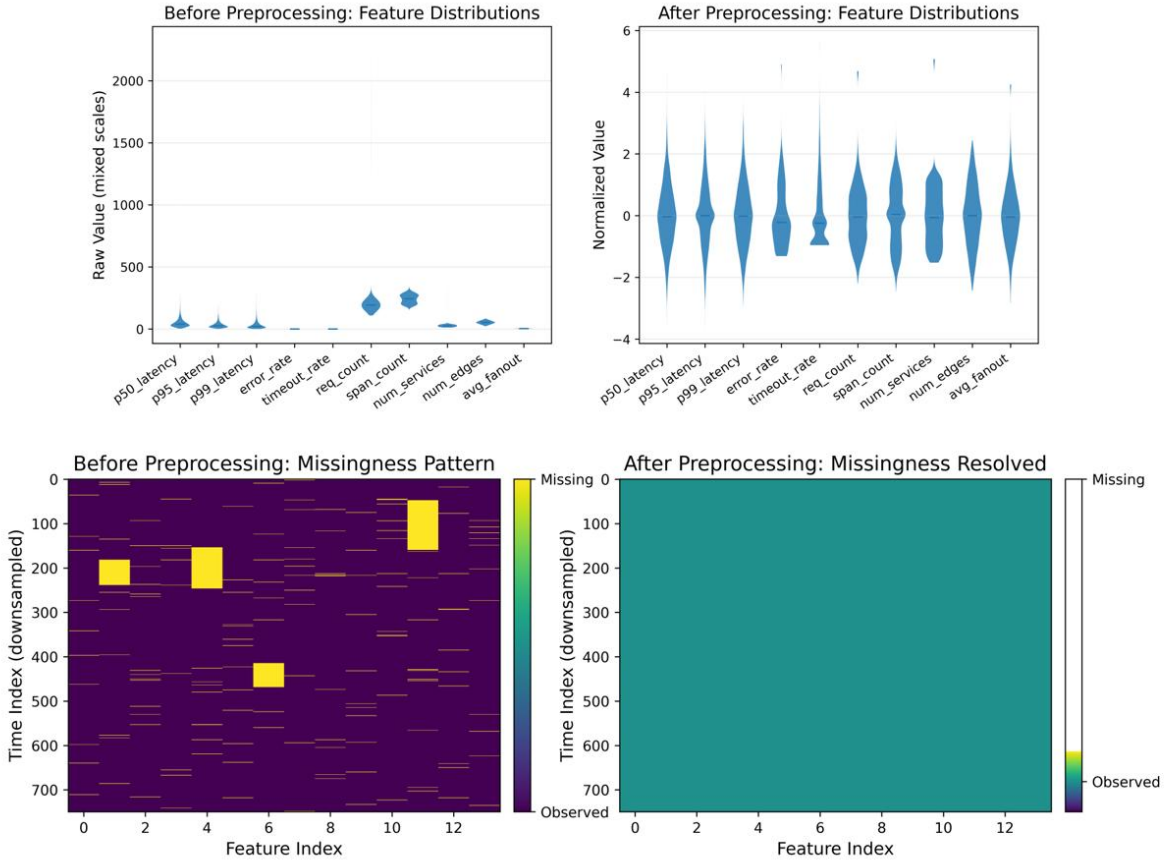 Before Preprocessing: Feature Distributions
Raw Value (mixed scales)
2000
1500
1000
500
0
p50_latency
p95_latency
p99_latency
error_rate
timeout_rate
req_count
span_count
num_services
num_edges
avg_fanout
After Preprocessing: Feature Distributions
Normalized Value
6
4
2
0
−2
−4
p50_latency
p95_latency
p99_latency
error_rate
timeout_rate
req_count
span_count
num_services
num_edges
avg_fanout
Before Preprocessing: Missingness Pattern
Time Index (downsampled)
0
100
200
300
400
500
600
700
0 2 4 6 8 10 12
Feature Index
Missing
Observed
After Preprocessing: Missingness Resolved
Time Index (downsampled)
0
100
200
300
400
500
600
700
0 2 4 6 8 10 12
Feature Index
Missing
Observed